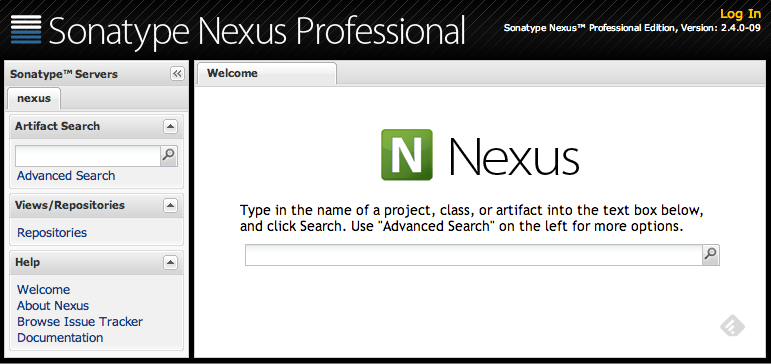 Sonatype Nexus Professional
Log In
Sonatype Nexus™ Professional Edition, Version: 2.4.0-09
Sonatype™ Servers
nexus
Artifact Search
Advanced Search
Views/Repositories
Repositories
Help
Welcome
About Nexus
Browse Issue Tracker
Documentation
Welcome
N Nexus
Type in the name of a project, class, or artifact into the text box below,
and click Search. Use "Advanced Search" on the left for more options.